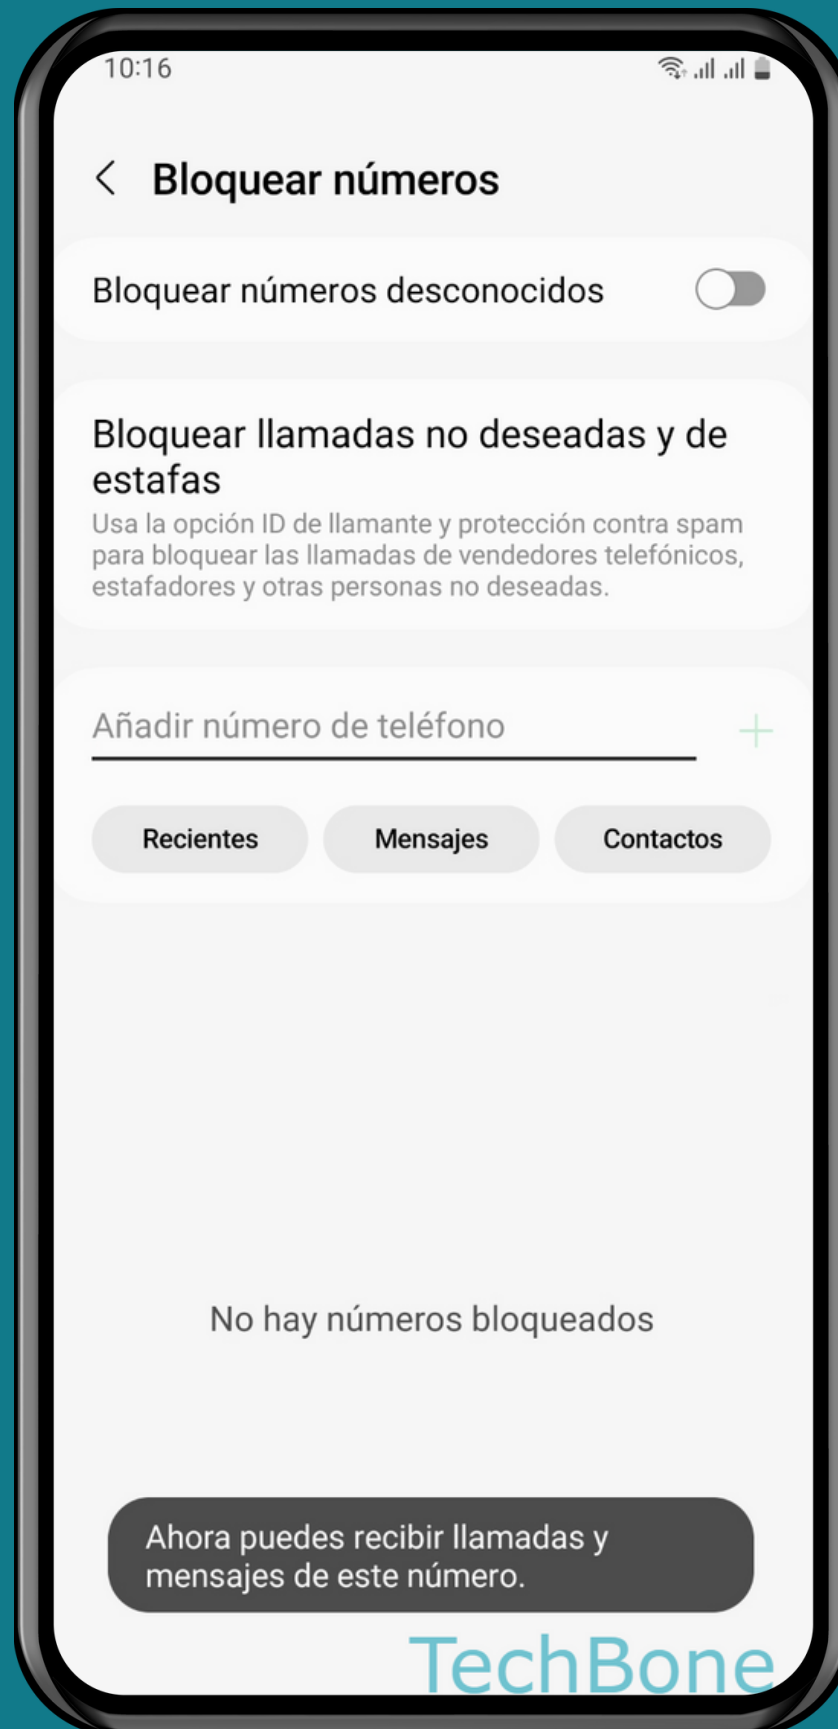 10:16
Bloquear números
Bloquear números desconocidos
Bloquear llamadas no deseadas y de
estafas
Usa la opción ID de llamante y protección contra spam
para bloquear las llamadas de vendedores telefónicos,
estafadores y otras personas no deseadas.
Añadir número de teléfono
Recientes Mensajes Contactos
No hay números bloqueados
Ahora puedes recibir llamadas y
mensajes de este número.
TechBone